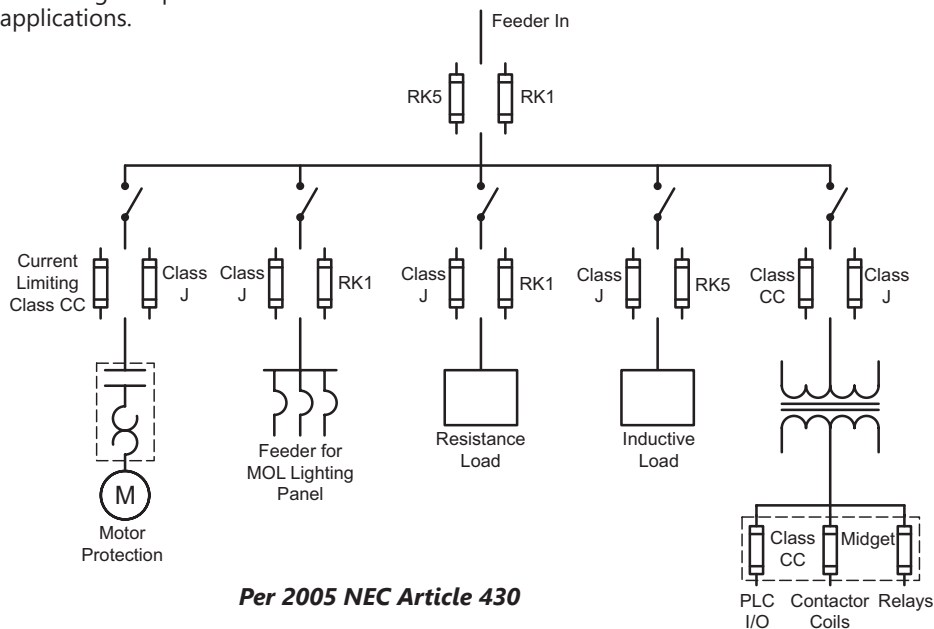 applications.
Feeder In
RK5
RK1
Current
Limiting
Class CC
Class
J
Class
J
RK1
Class
J
RK1
Class
J
RK5
Class
CC
Class
J
M
Motor
Protection
Feeder for
MOL Lighting
Panel
Resistance
Load
Inductive
Load
Class
CC
Midget
PLC
I/O
Contactor
Coils
Relays
Per 2005 NEC Article 430